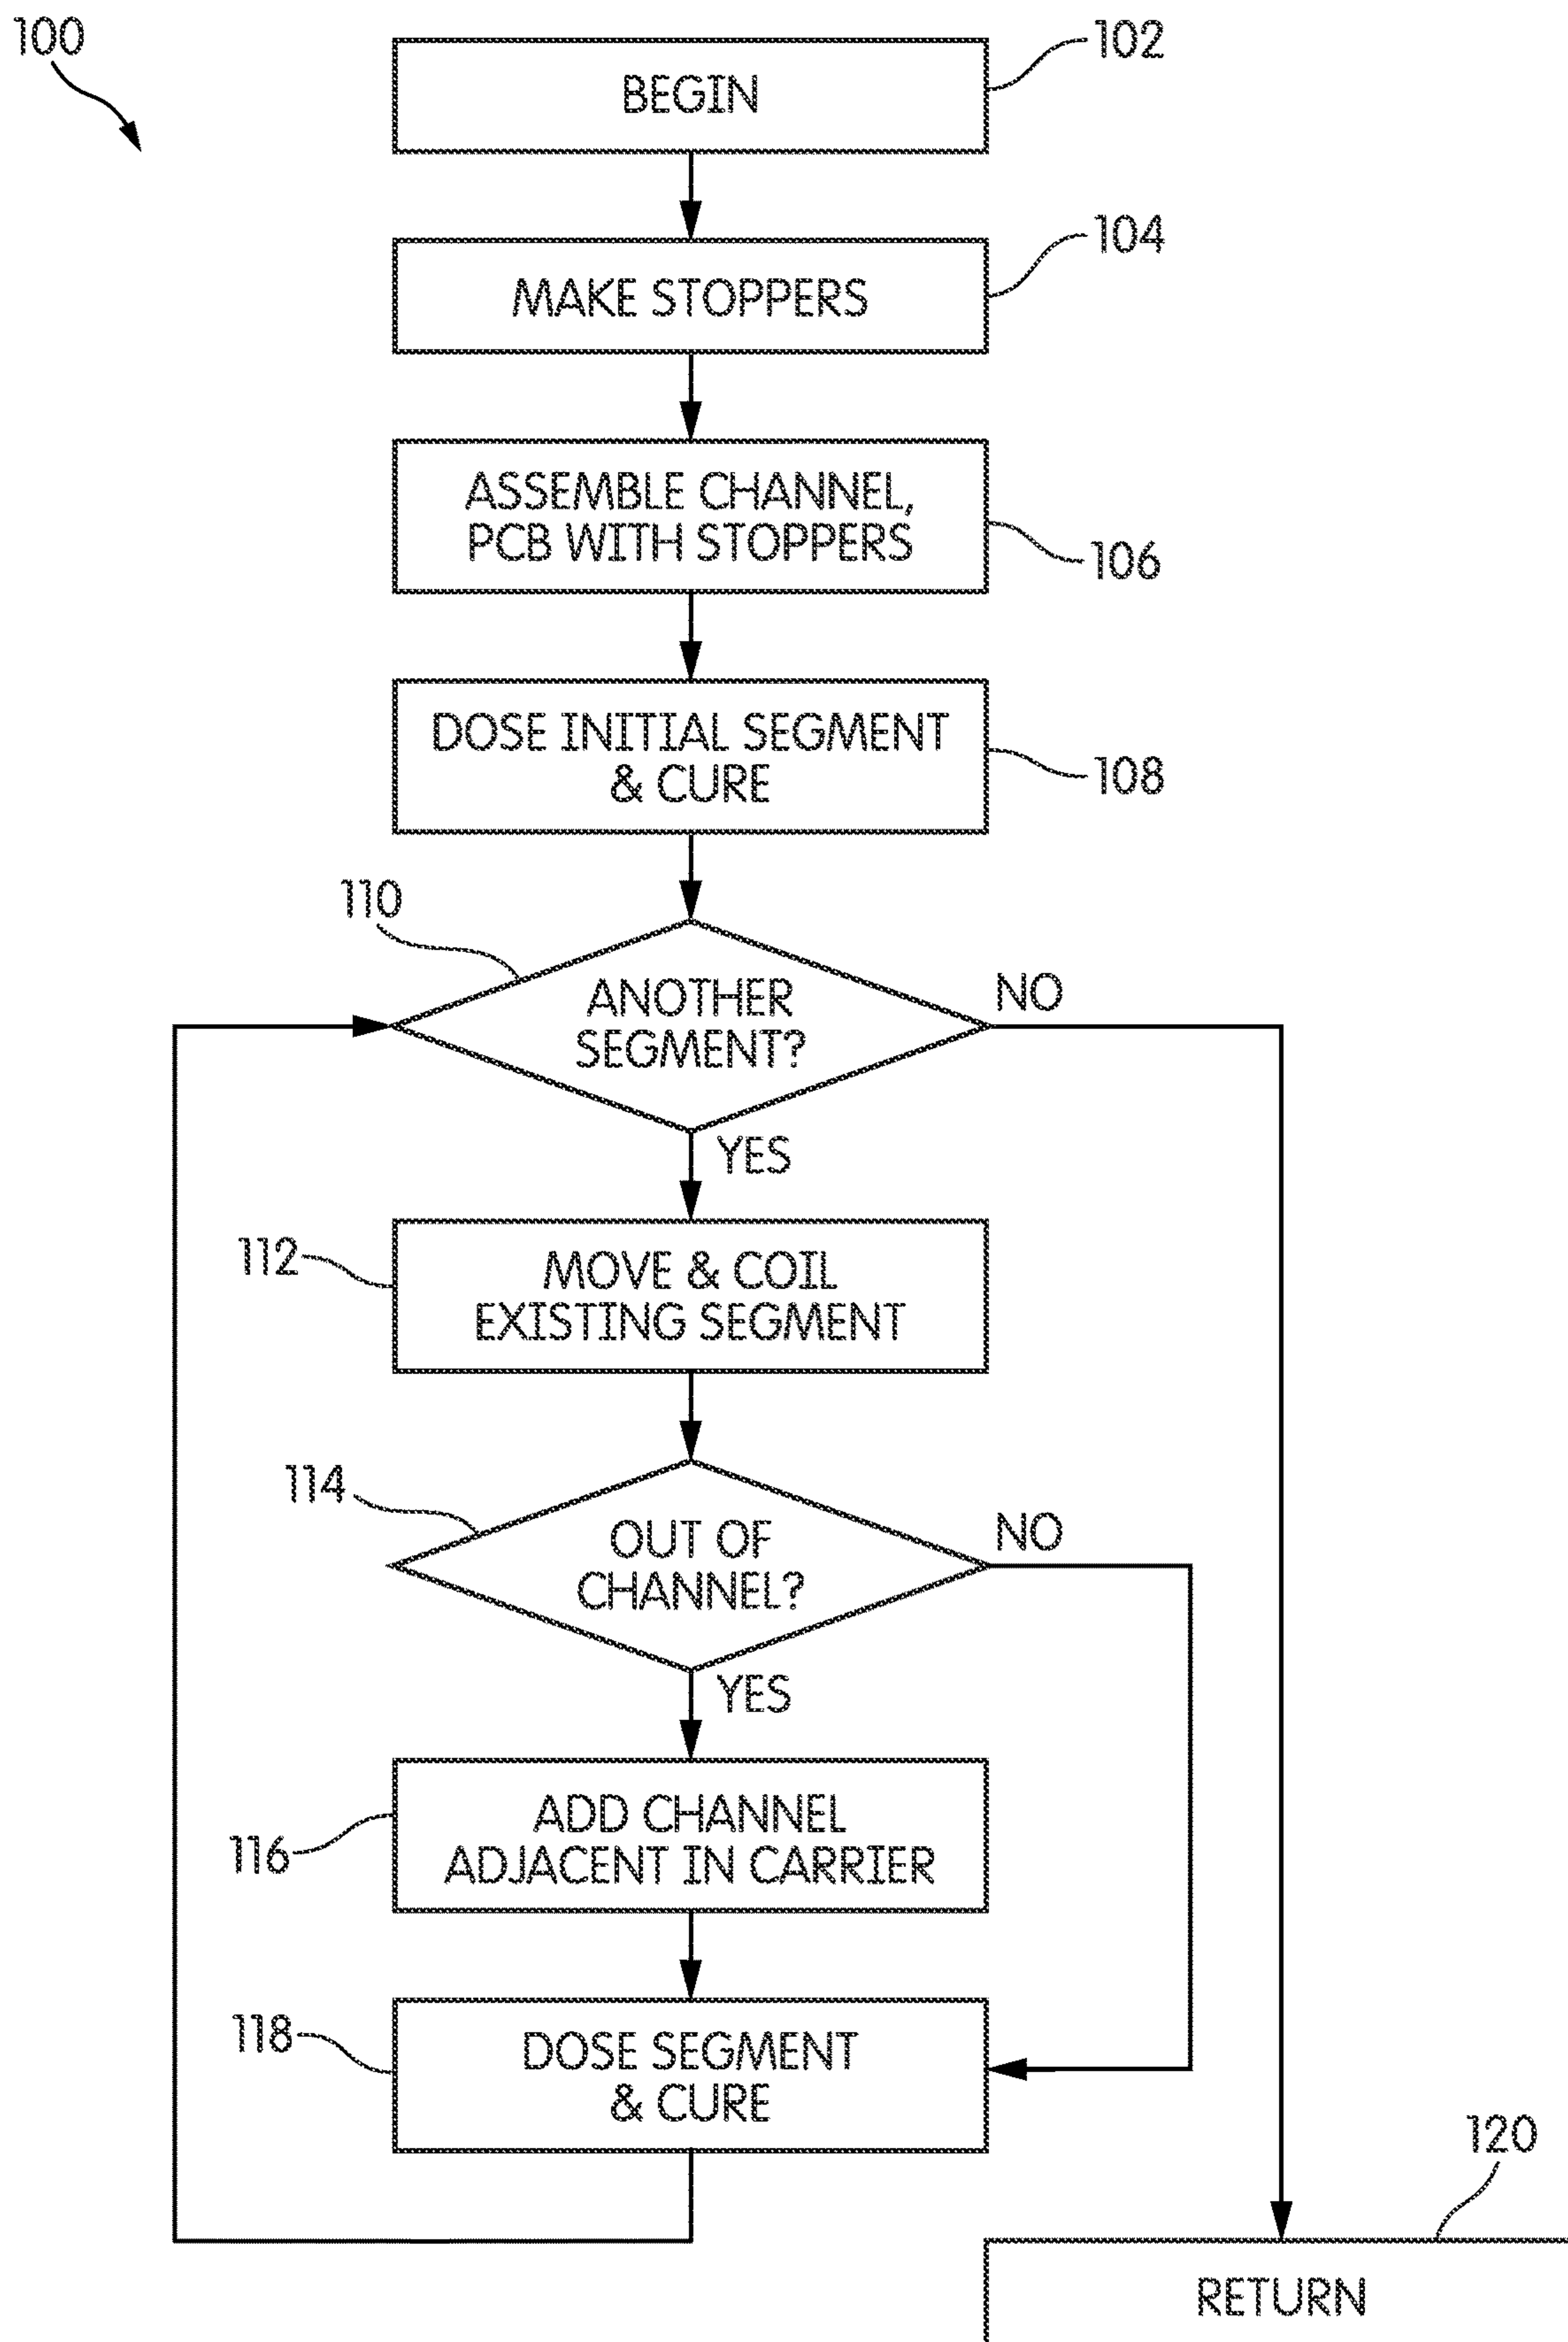 100
102
BEGIN
104
MAKE STOPPERS
ASSEMBLE CHANNEL,
PCB WITH STOPPERS
106
DOSE INITIAL SEGMENT
& CURE
108
110
ANOTHER
SEGMENT?
NO
YES
112
MOVE & COIL
EXISTING SEGMENT
114
OUT OF
CHANNEL?
NO
YES
116
ADD CHANNEL
ADJACENT IN CARRIER
118
DOSE SEGMENT
& CURE
120
RETURN